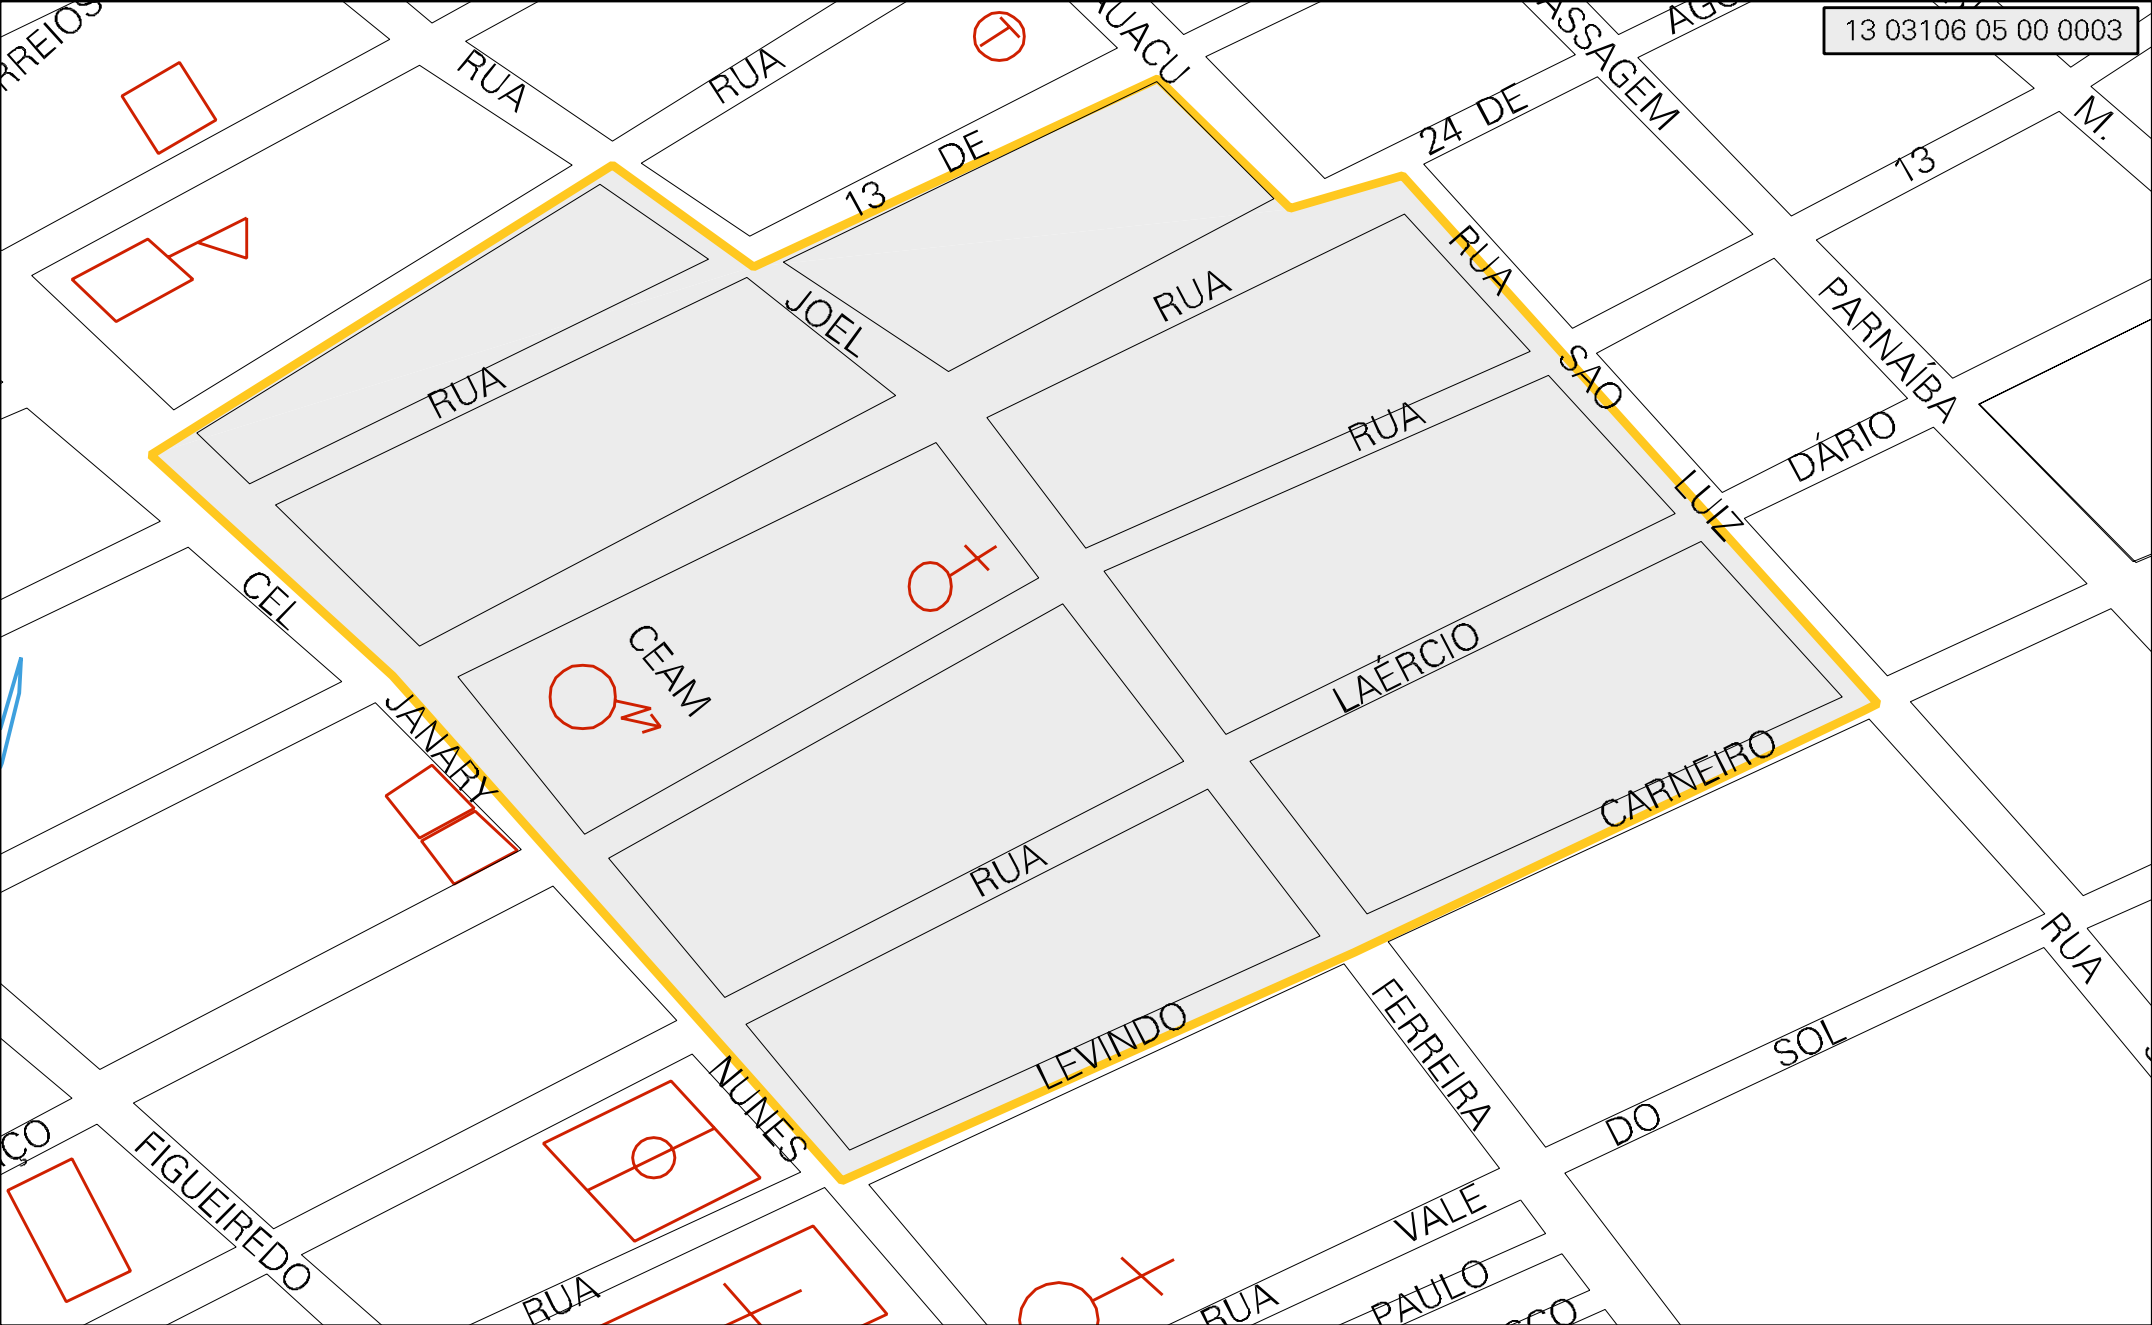 13 03106 05 00 0003
RUA
RUA
24 DE
13 DE
13
M.
RUA
RUA
JOEL
SAO
PARNAÍBA
RUA
RUA
DÁRIO
LUIZ
CEL
CEAM
LAÉRCIO
JANARY
CARNEIRO
RUA
RUA
LEVINDO
FERREIRA
SOL
NUNES
DO
FIGUEIREDO
VALE
RUA
RUA
PAULO